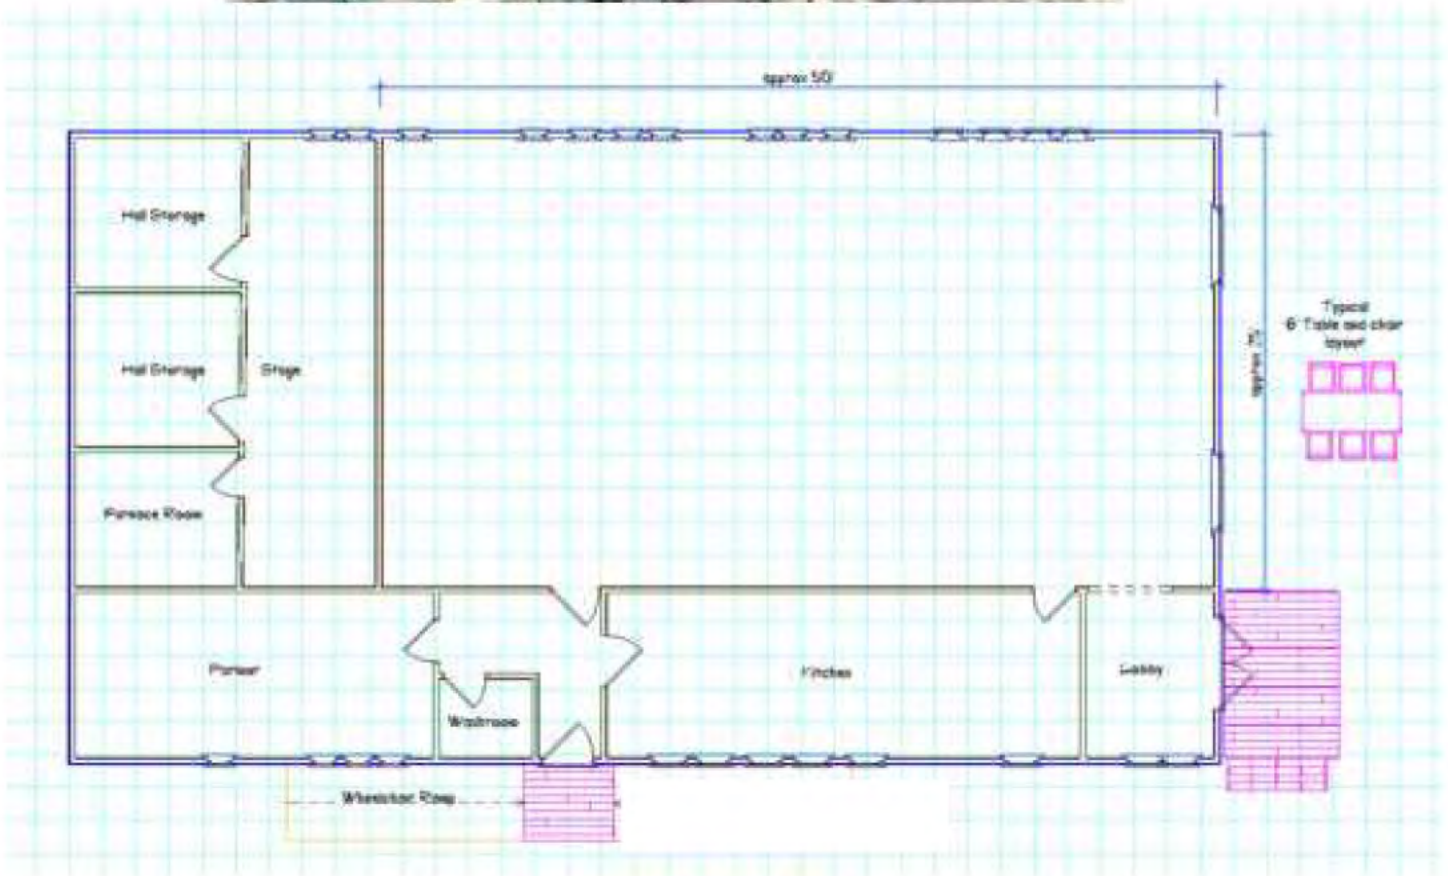 approx 50'
Hall Storage
Typical
6' Table and chair
layout
Hall Storage
Stage
Furnace Room
Kitchen
Lobby
Washroom
Wheelchair Ramp